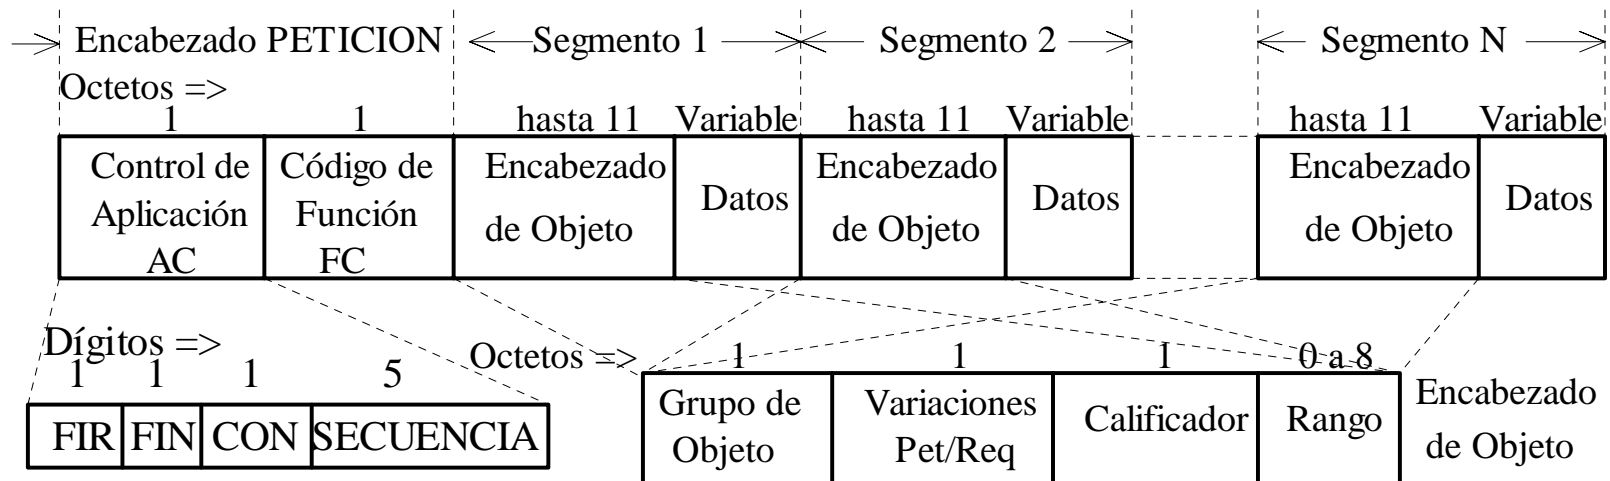 Encabezado PETICION
Segmento 1
Segmento 2
Segmento N
Octetos =>
1
1
hasta 11
Variable
hasta 11
Variable
hasta 11
Variable
Control de
Aplicación
AC
Código de
Función
FC
Encabezado
de Objeto
Datos
Encabezado
de Objeto
Datos
Encabezado
de Objeto
Datos
Dígitos =>
1
1
1
5
FIR
FIN
CON
SECUENCIA
Octetos =>
1
1
1
0 a 8
Grupo de
Objeto
Variaciones
Pet/Req
Calificador
Rango
Encabezado
de Objeto